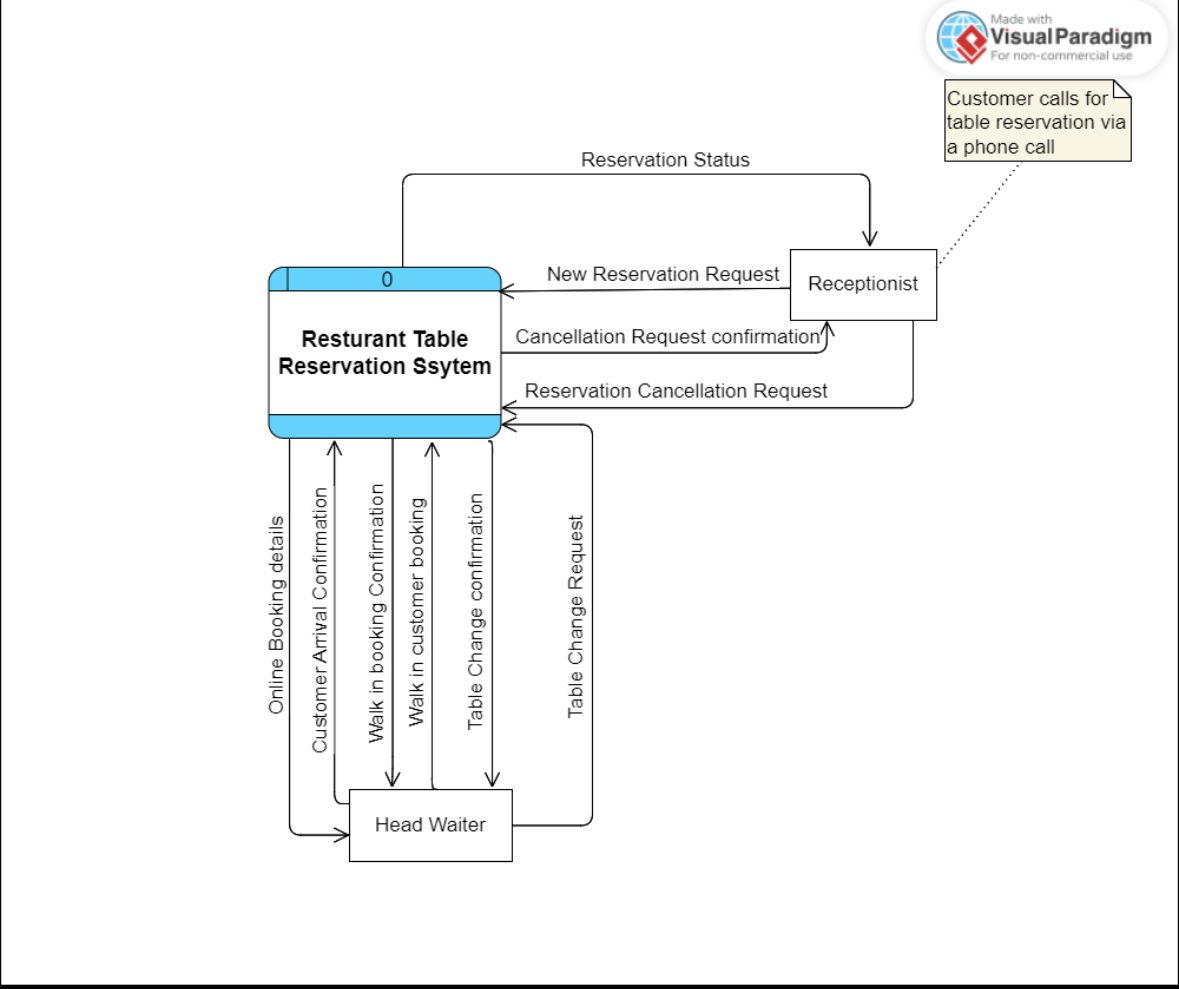 Made with
Visual Paradigm
For non-commercial use
Customer calls for
table reservation via
a phone call
Reservation Status
0
New Reservation Request
Receptionist
Resturant Table
Reservation Ssytem
Cancellation Request confirmation
Reservation Cancellation Request
Online Booking details
Customer Arrival Confirmation
Walk in booking Confirmation
Walk in customer booking
Table Change confirmation
Table Change Request
Head Waiter